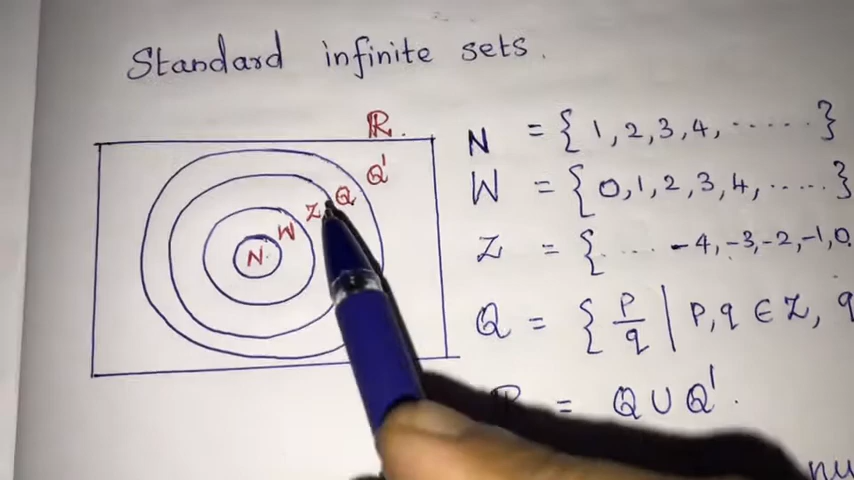 Standard infinite sets.
R.
Q'
Q
Z
W
N
N = {1, 2, 3, 4, ......}
W = {0, 1, 2, 3, 4, ......}
Z = {...... -4, -3, -2, -1, 0
Q = {p/q | p, q ∈ Z, q
= Q ∪ Q'.